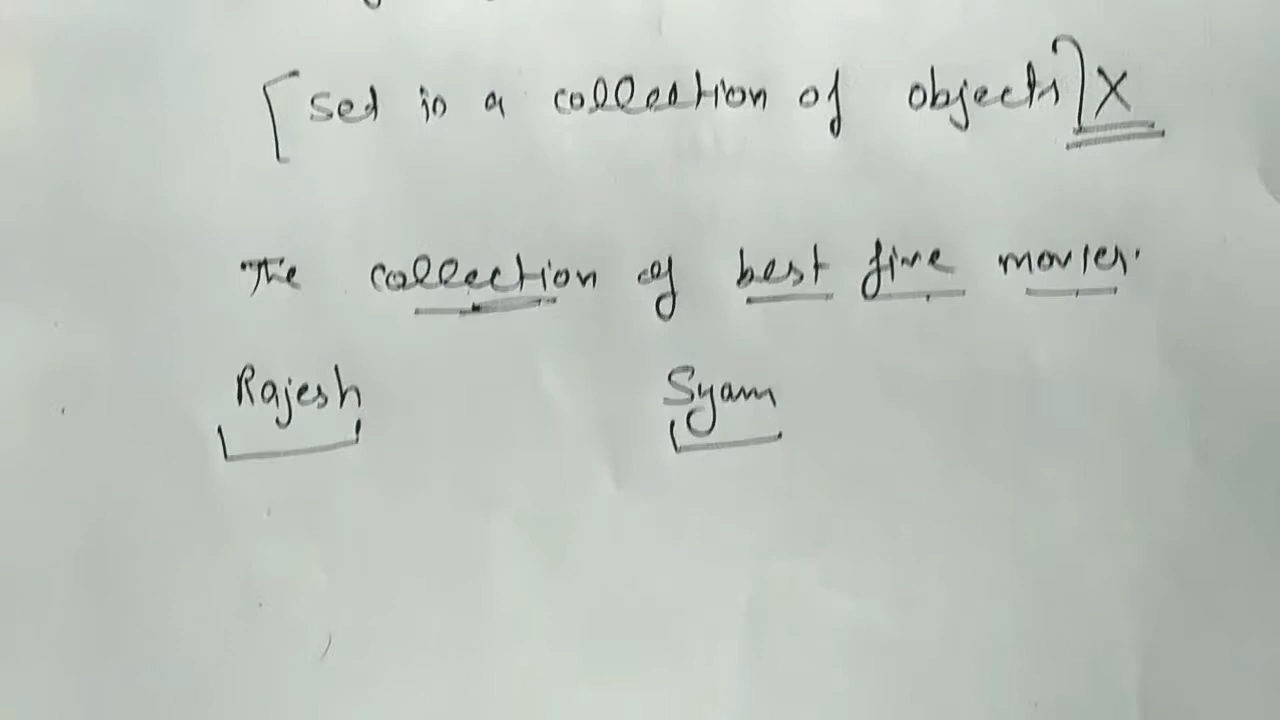 [Set is a collection of objects] X
The collection of best five movies.
Rajesh Syam